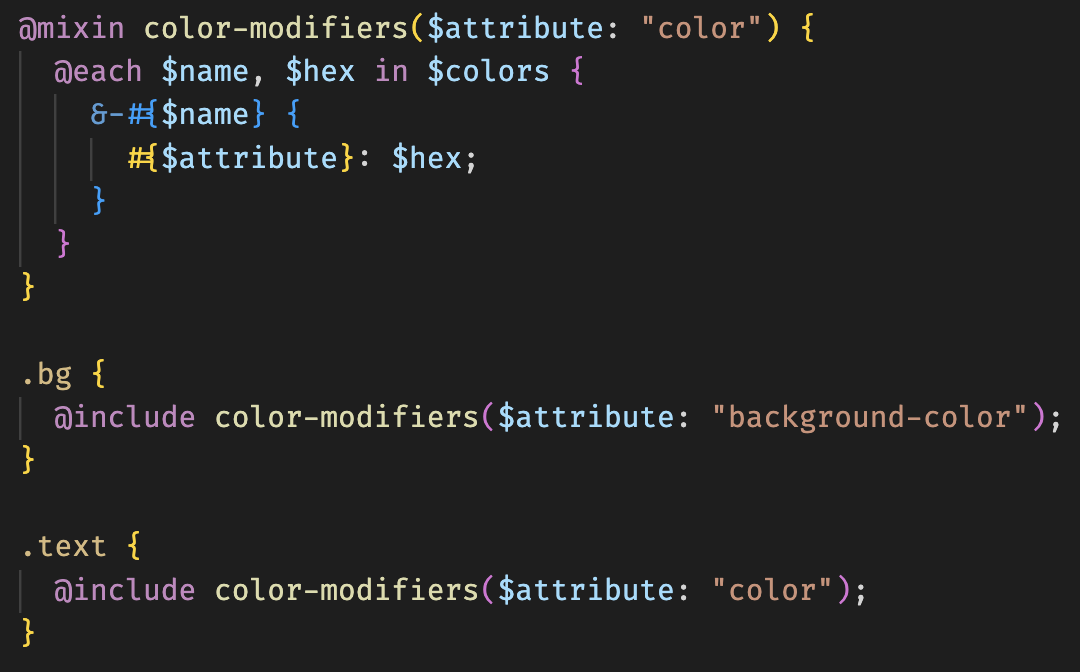 @mixin color-modifiers($attribute: "color") {
  @each $name, $hex in $colors {
    &-#{$name} {
      #{$attribute}: $hex;
    }
  }
}

.bg {
  @include color-modifiers($attribute: "background-color");
}

.text {
  @include color-modifiers($attribute: "color");
}